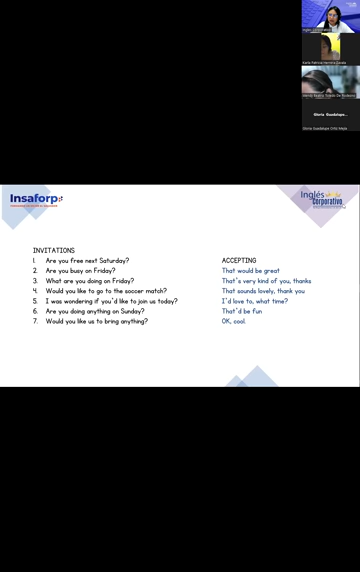 Insaforp
Inglés
Corporativo
INVITATIONS
1. Are you free next Saturday?
2. Are you busy on Friday?
3. What are you doing on Friday?
4. Would you like to go to the soccer match?
5. I was wondering if you'd like to join us today?
6. Are you doing anything on Sunday?
7. Would you like us to bring anything?
ACCEPTING
That would be great
That's very kind of you, thanks
That sounds lovely, thank you
I'd love to, what time?
That'd be fun
OK, cool.
Gloria Guadalupe...